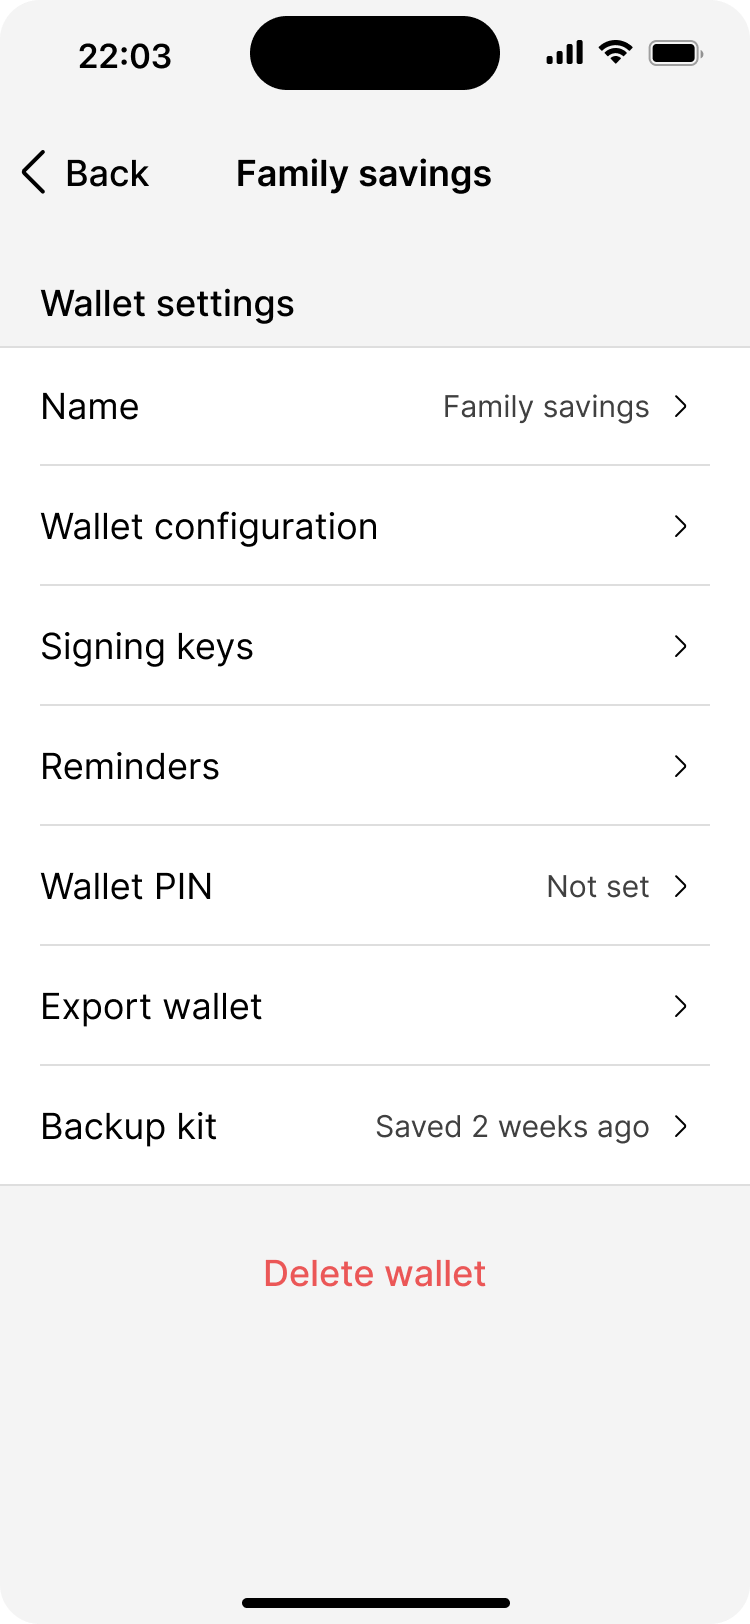 22:03
Back Family savings
Wallet settings
Name Family savings
Wallet configuration
Signing keys
Reminders
Wallet PIN Not set
Export wallet
Backup kit Saved 2 weeks ago
Delete wallet